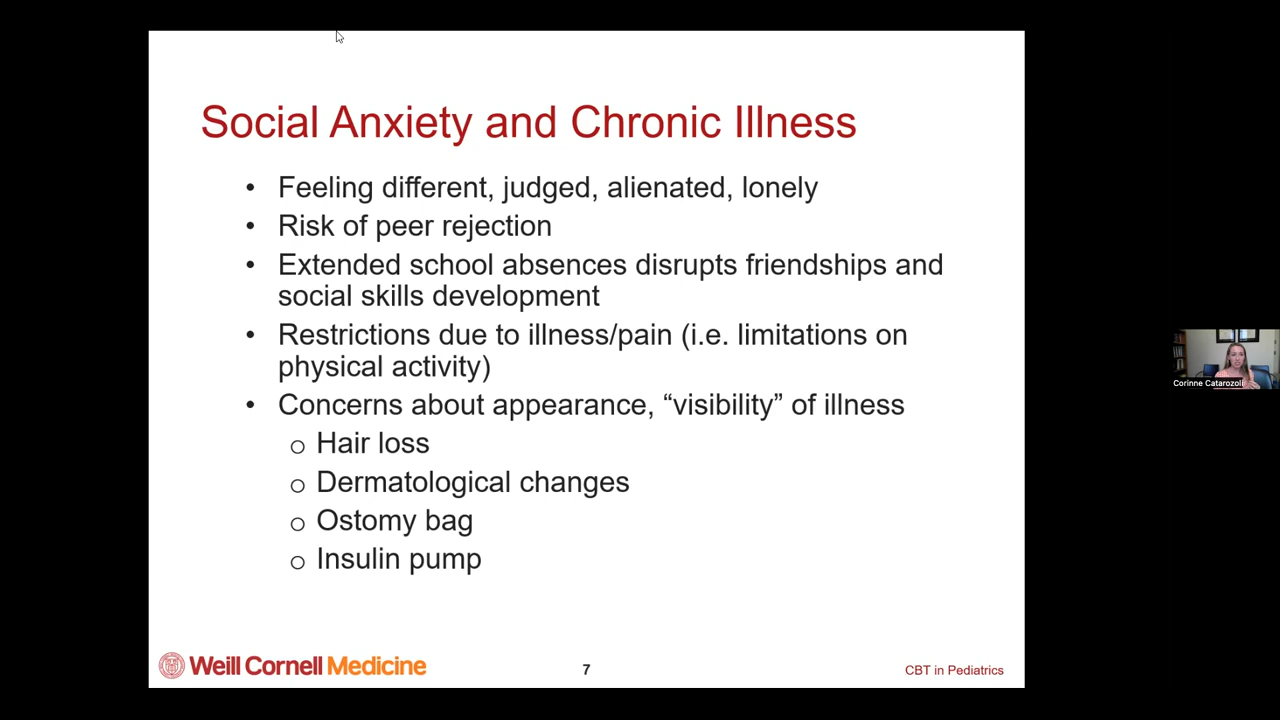 Social Anxiety and Chronic Illness
• Feeling different, judged, alienated, lonely
• Risk of peer rejection
• Extended school absences disrupts friendships and
social skills development
• Restrictions due to illness/pain (i.e. limitations on
physical activity)
• Concerns about appearance, “visibility” of illness
o Hair loss
o Dermatological changes
o Ostomy bag
o Insulin pump
Corinne Catarozoli
Weill Cornell Medicine
7
CBT in Pediatrics